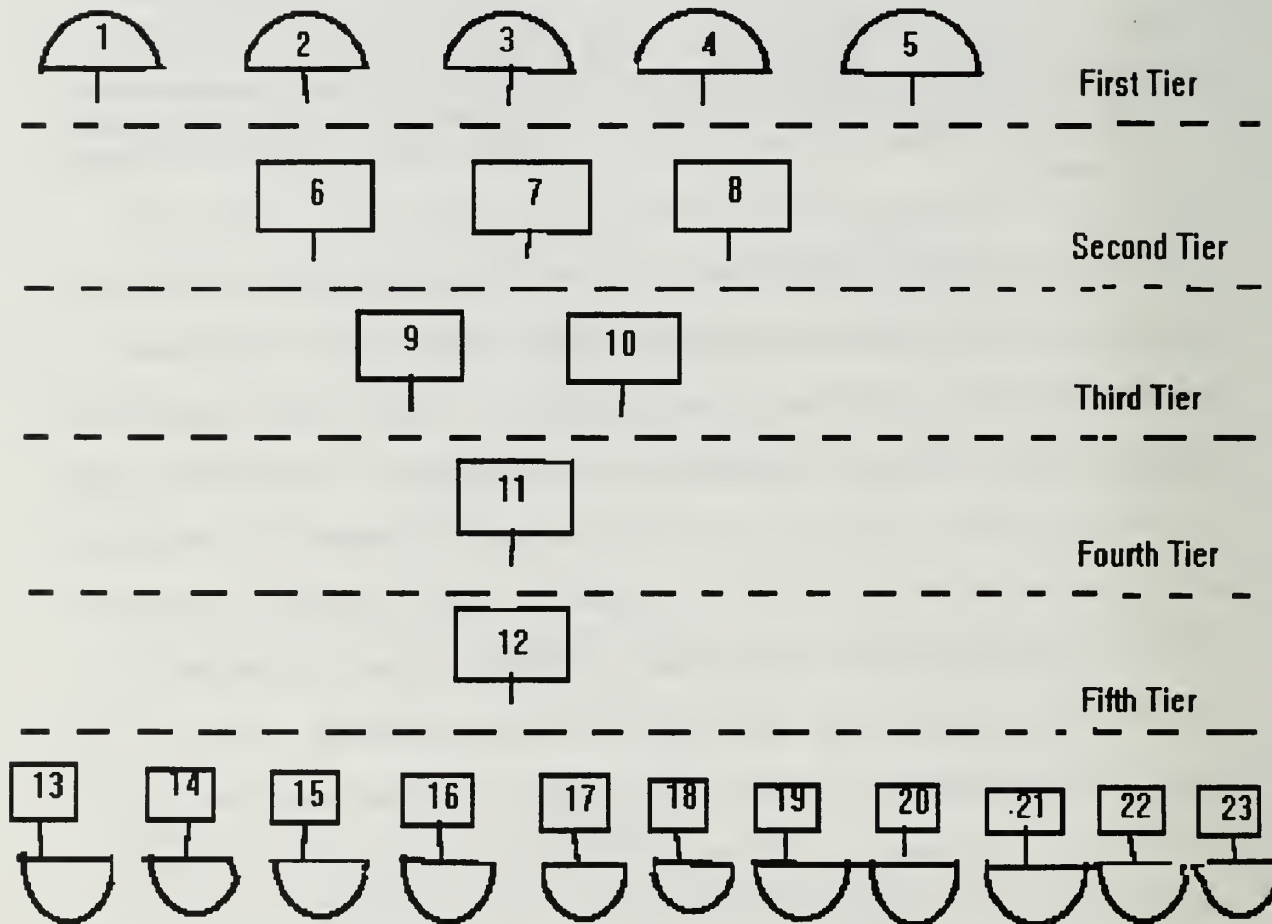 1 2 3 4 5
First Tier
6 7 8
Second Tier
9 10
Third Tier
11
Fourth Tier
12
Fifth Tier
13 14 15 16 17 18 19 20 .21 22 23